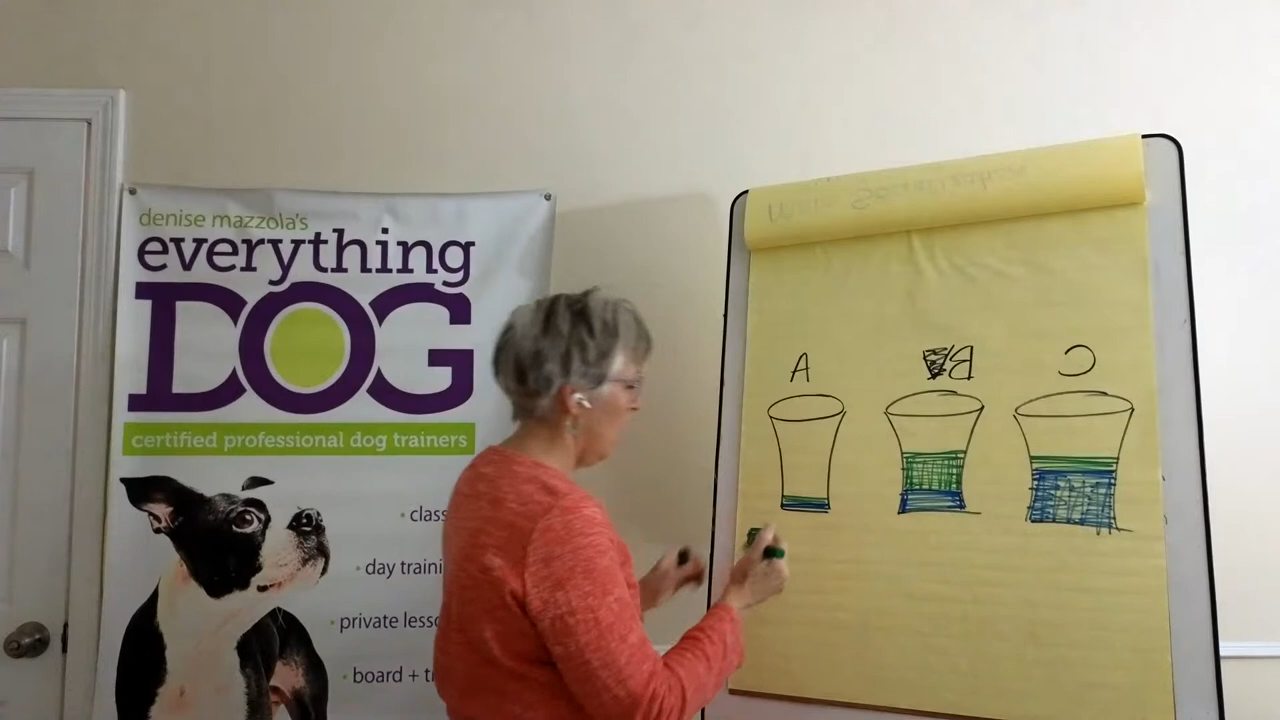 denise mazzola's
everything
DOG
certified professional dog trainers
• class
• day traini
• private lesso
• board + t
A B C